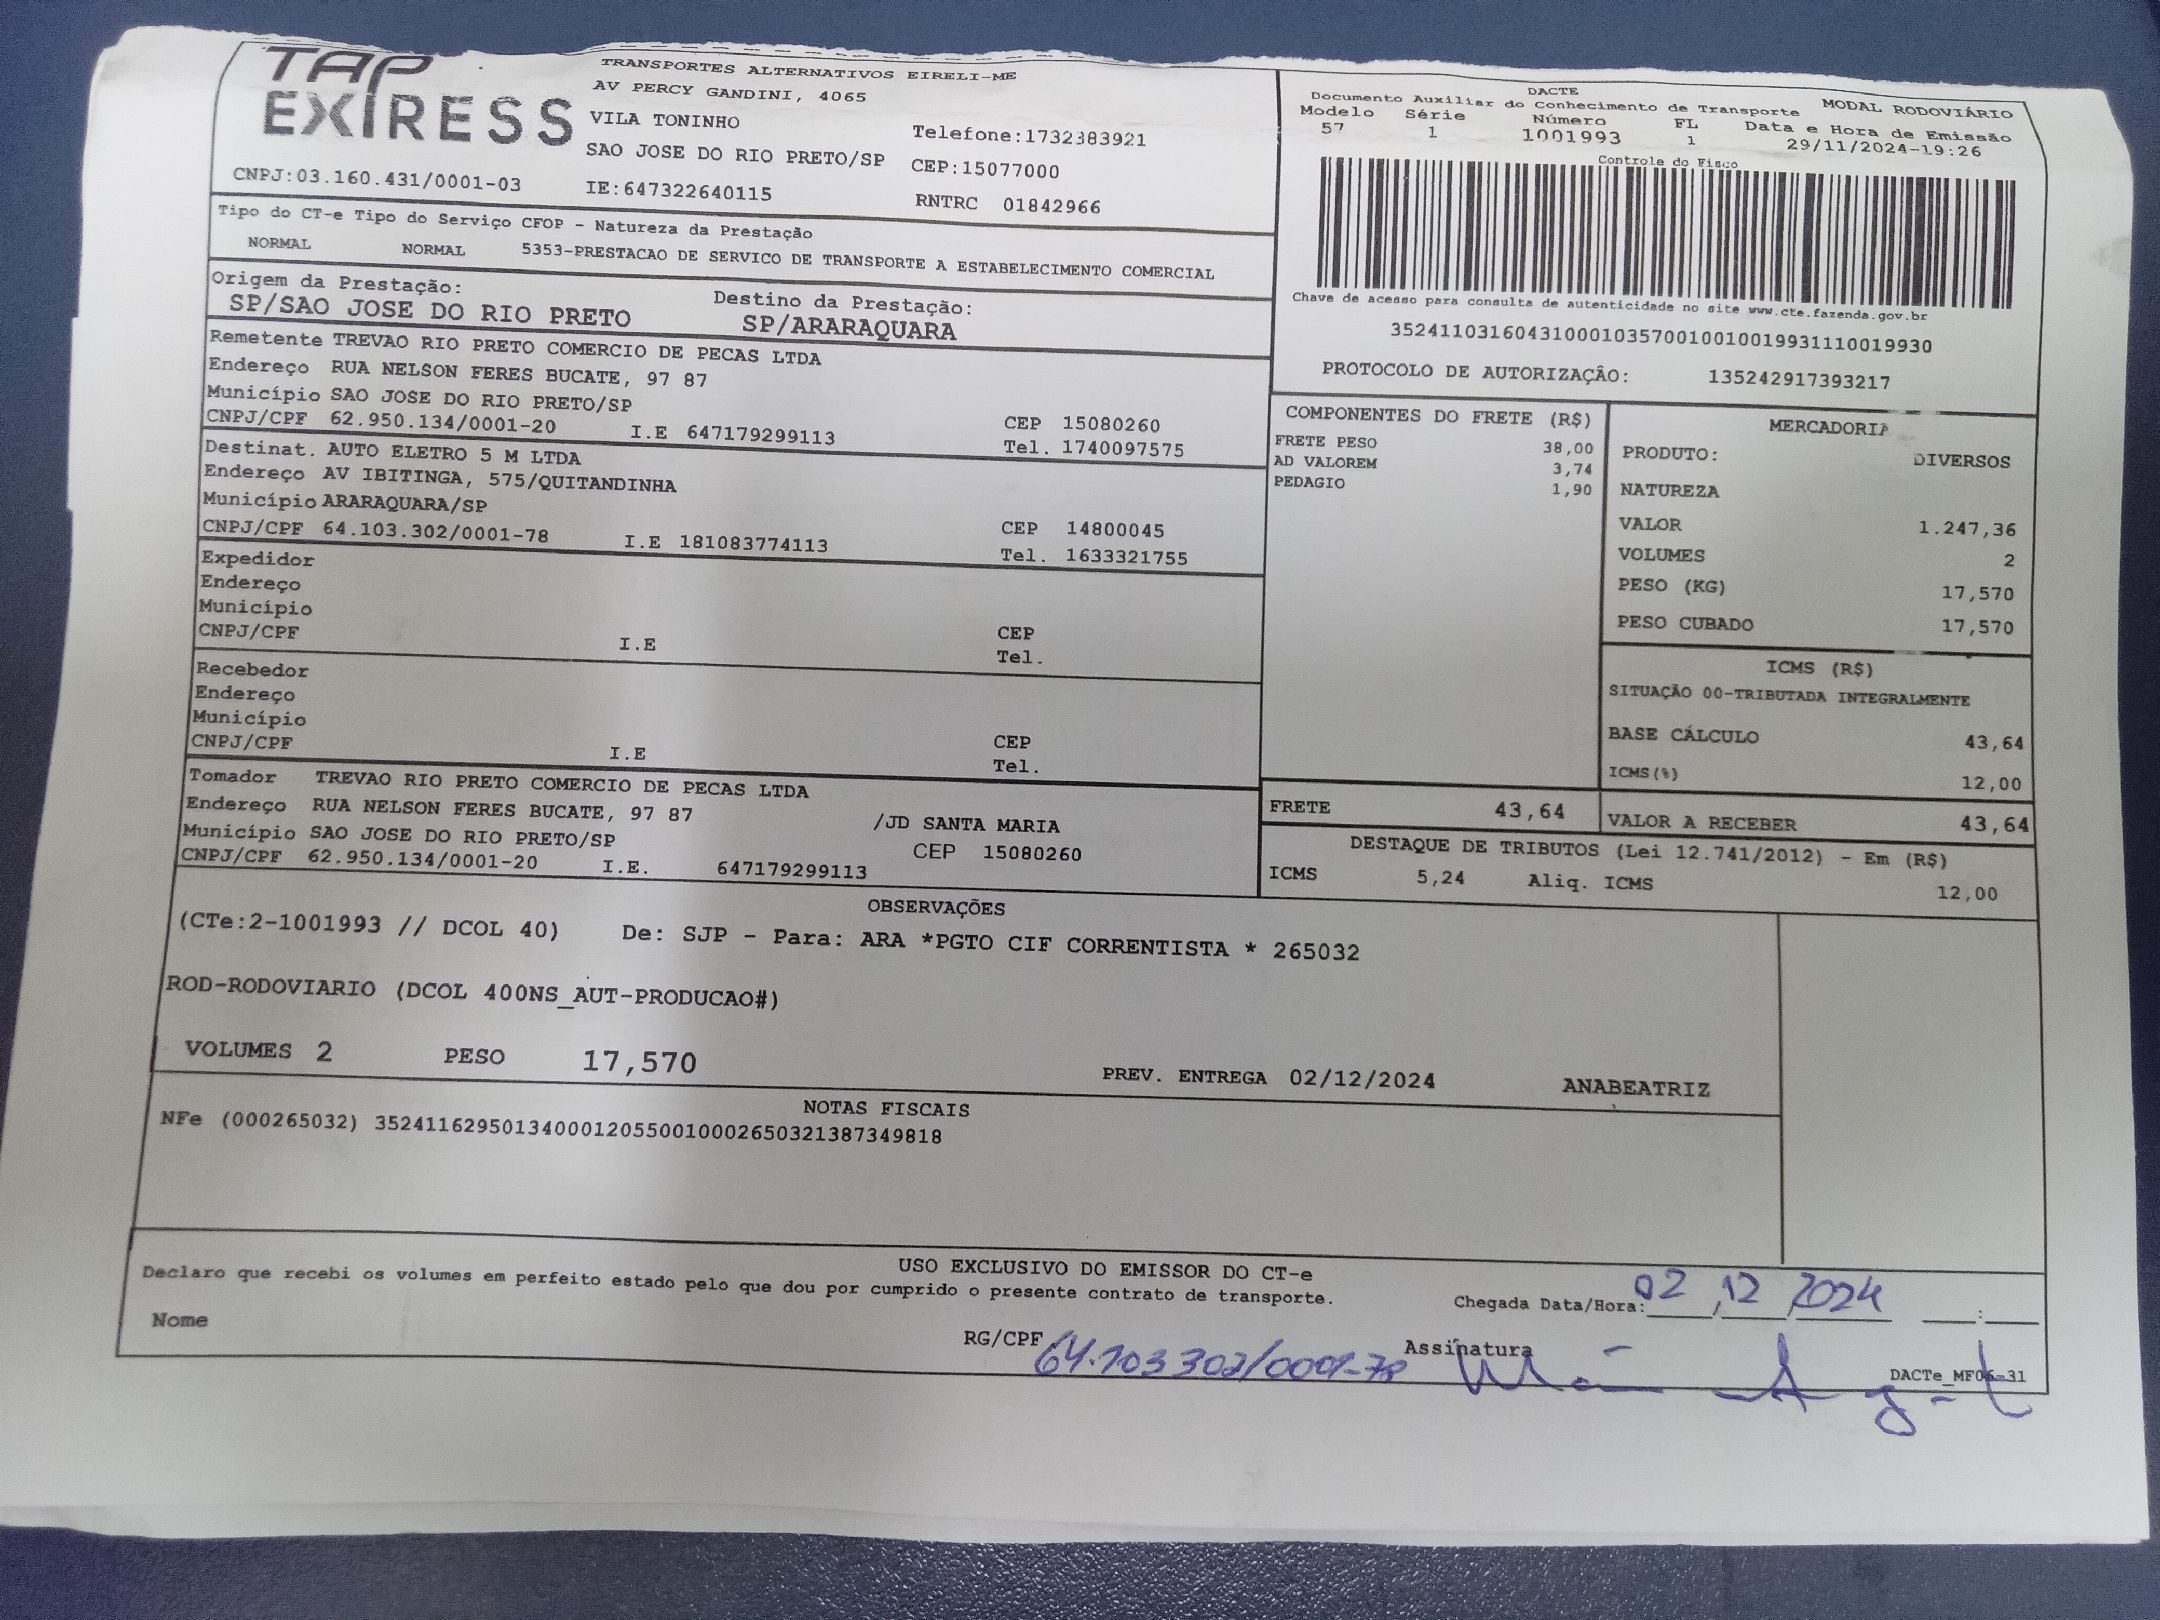 TAP
EXPRESS
TRANSPORTES ALTERNATIVOS EIRELI-ME
AV PERCY GANDINI, 4065
VILA TONINHO
Telefone:1732383921
SAO JOSE DO RIO PRETO/SP CEP:15077000
CNPJ:03.160.431/0001-03 IE:647322640115 RNTRC 01842966
Tipo do CT-e Tipo do Serviço CFOP - Natureza da Prestação
NORMAL NORMAL 5353-PRESTACAO DE SERVICO DE TRANSPORTE A ESTABELECIMENTO COMERCIAL
Origem da Prestação: Destino da Prestação:
SP/SAO JOSE DO RIO PRETO SP/ARARAQUARA
DACTE
Documento Auxiliar do Conhecimento de Transporte MODAL RODOVIÁRIO
Modelo Série Número FL Data e Hora de Emissão
57 1 1001993 1 29/11/2024-19:26
Controle do Fisco
Chave de acesso para consulta de autenticidade no site www.cte.fazenda.gov.br
35241103160431000103570010010019931110019930
PROTOCOLO DE AUTORIZAÇÂO: 135242917393217
Remetente TREVAO RIO PRETO COMERCIO DE PECAS LTDA
Endereço RUA NELSON FERES BUCATE, 97 87
Município SAO JOSE DO RIO PRETO/SP CEP 15080260
CNPJ/CPF 62.950.134/0001-20 I.E 647179299113 Tel. 1740097575
Destinat. AUTO ELETRO 5 M LTDA
Endereço AV IBITINGA, 575/QUITANDINHA
Município ARARAQUARA/SP CEP 14800045
CNPJ/CPF 64.103.302/0001-78 I.E 181083774113 Tel. 1633321755
Expedidor
Endereço
Município CEP
CNPJ/CPF I.E Tel.
Recebedor
Endereço
Município CEP
CNPJ/CPF I.E Tel.
Tomador TREVAO RIO PRETO COMERCIO DE PECAS LTDA
Endereço RUA NELSON FERES BUCATE, 97 87 /JD SANTA MARIA
Município SAO JOSE DO RIO PRETO/SP CEP 15080260
CNPJ/CPF 62.950.134/0001-20 I.E. 647179299113
COMPONENTES DO FRETE (R$)
FRETE PESO 38,00
AD VALOREM 3,74
PEDAGIO 1,90
MERCADORIA
PRODUTO: DIVERSOS
NATUREZA
VALOR 1.247,36
VOLUMES 2
PESO (KG) 17,570
PESO CUBADO 17,570
ICMS (R$)
SITUAÇÃO 00-TRIBUTADA INTEGRALMENTE
BASE CÁLCULO 43,64
ICMS(%) 12,00
FRETE 43,64 VALOR A RECEBER 43,64
DESTAQUE DE TRIBUTOS (Lei 12.741/2012) - Em (R$)
ICMS 5,24 Aliq. ICMS 12,00
OBSERVAÇÕES
(CTe:2-1001993 // DCOL 40) De: SJP - Para: ARA *PGTO CIF CORRENTISTA * 265032
ROD-RODOVIARIO (DCOL 400NS_AUT-PRODUCAO#)
VOLUMES 2 PESO 17,570 PREV. ENTREGA 02/12/2024 ANABEATRIZ
NOTAS FISCAIS
NFe (000265032) 35241162950134000120550010002650321387349818
USO EXCLUSIVO DO EMISSOR DO CT-e
Declaro que recebi os volumes em perfeito estado pelo que dou por cumprido o presente contrato de transporte.
Chegada Data/Hora: 02/12/2024 :
Nome RG/CPF 64.103 302/0001-78 Assinatura
DACTe_MF06-31